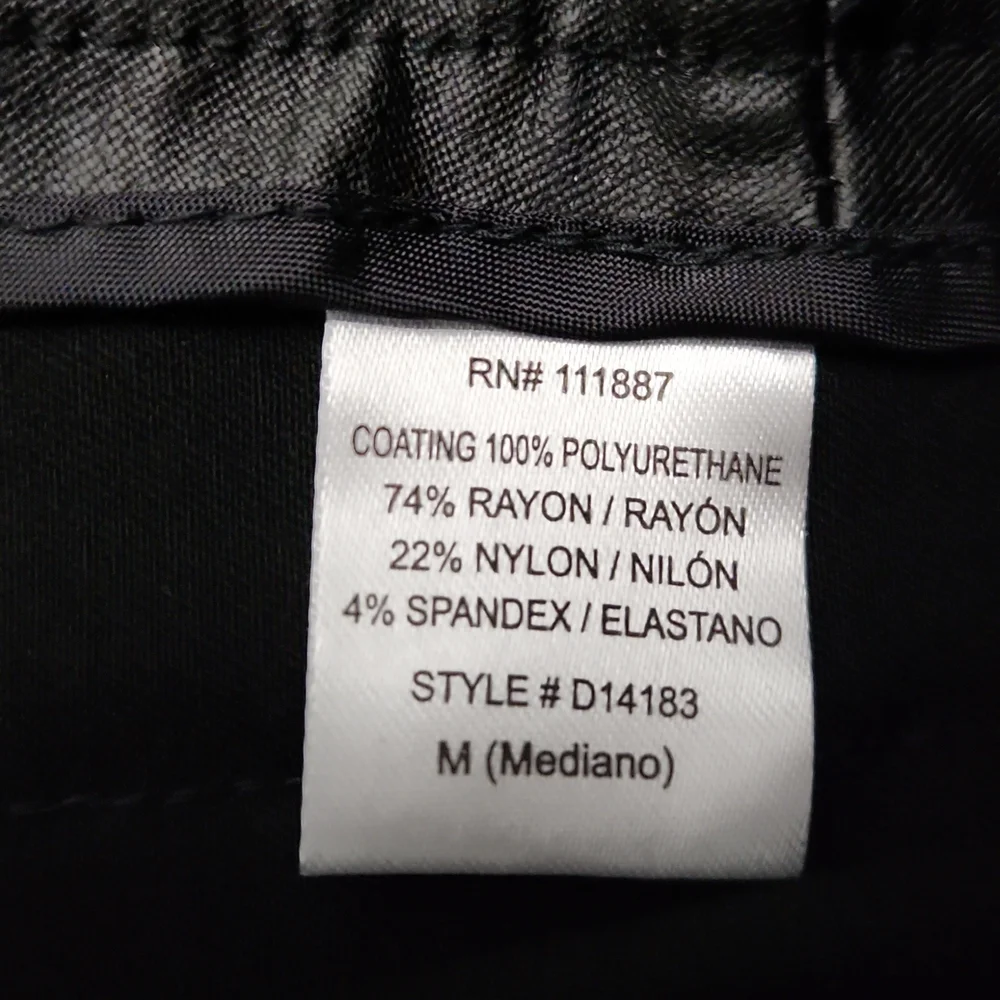 RN# 111887
COATING 100% POLYURETHANE
74% RAYON / RAYÓN
22% NYLON / NILÓN
4% SPANDEX / ELASTANO
STYLE # D14183
M (Mediano)